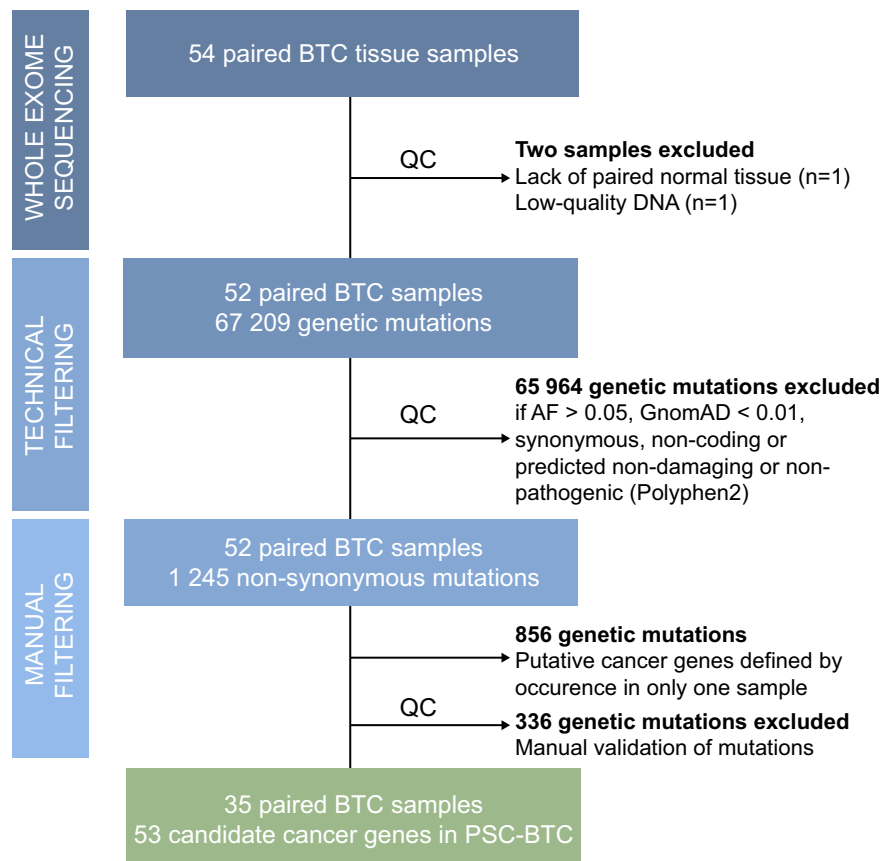 WHOLE EXOME
SEQUENCING
54 paired BTC tissue samples
QC
Two samples excluded
Lack of paired normal tissue (n=1)
Low-quality DNA (n=1)
TECHNICAL
FILTERING
52 paired BTC samples
67 209 genetic mutations
QC
65 964 genetic mutations excluded
if AF > 0.05, GnomAD < 0.01,
synonymous, non-coding or
predicted non-damaging or non-
pathogenic (Polyphen2)
MANUAL
FILTERING
52 paired BTC samples
1 245 non-synonymous mutations
856 genetic mutations
Putative cancer genes defined by
occurence in only one sample
QC
336 genetic mutations excluded
Manual validation of mutations
35 paired BTC samples
53 candidate cancer genes in PSC-BTC